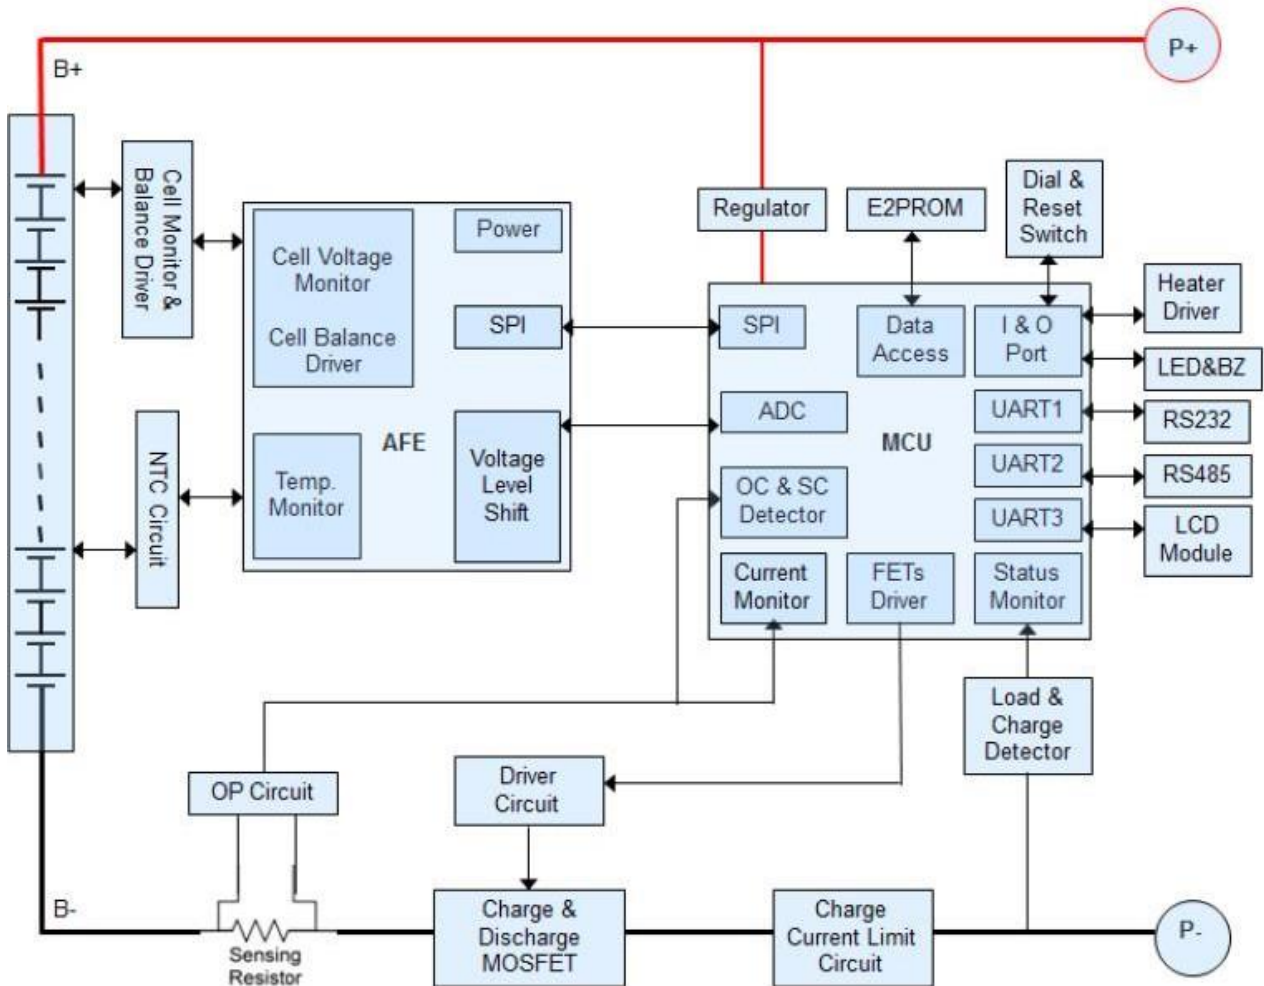 P+
B+
Cell Monitor &
Balance Driver
Regulator
E2PROM
Dial &
Reset
Switch
Power
Cell Voltage
Monitor
Cell Balance
Driver
SPI
SPI
Data
Access
I & O
Port
Heater
Driver
LED&BZ
ADC
UART1
RS232
AFE
MCU
NTC Circuit
Temp.
Monitor
Voltage
Level
Shift
OC & SC
Detector
UART2
RS485
UART3
LCD
Module
Current
Monitor
FETs
Driver
Status
Monitor
Load &
Charge
Detector
OP Circuit
Driver
Circuit
B-
Sensing
Resistor
Charge &
Discharge
MOSFET
Charge
Current Limit
Circuit
P-